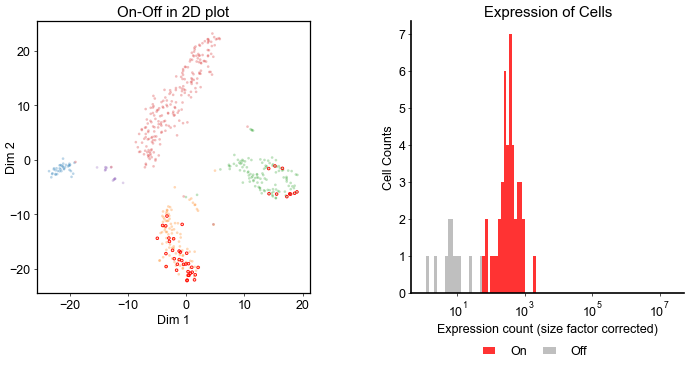 On-Off in 2D plot
Dim 2
20
10
0
−10
−20
−20 −10 0 10 20
Dim 1
Expression of Cells
Cell Counts
7
6
5
4
3
2
1
0
10^1 10^3 10^5 10^7
Expression count (size factor corrected)
On Off